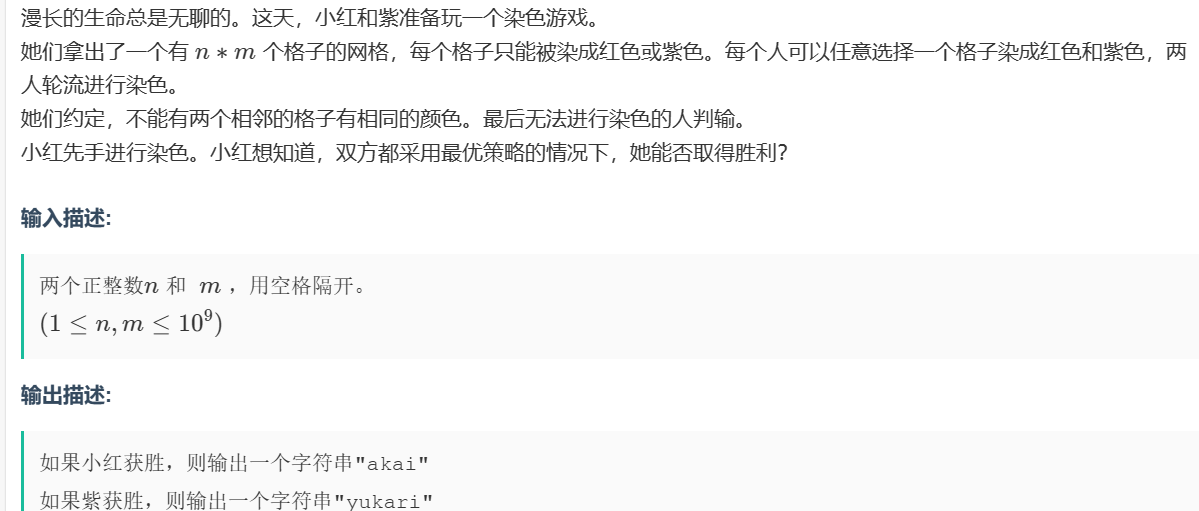 漫长的生命总是无聊的。这天，小红和紫准备玩一个染色游戏。
她们拿出了一个有 n ∗ m 个格子的网格，每个格子只能被染成红色或紫色。每个人可以任意选择一个格子染成红色和紫色，两
人轮流进行染色。
她们约定，不能有两个相邻的格子有相同的颜色。最后无法进行染色的人判输。
小红先手进行染色。小红想知道，双方都采用最优策略的情况下，她能否取得胜利？
输入描述:
两个正整数n 和 m ，用空格隔开。
(1 ≤ n, m ≤ 10⁹)
输出描述:
如果小红获胜，则输出一个字符串"akai"
如果紫获胜，则输出一个字符串"yukari"